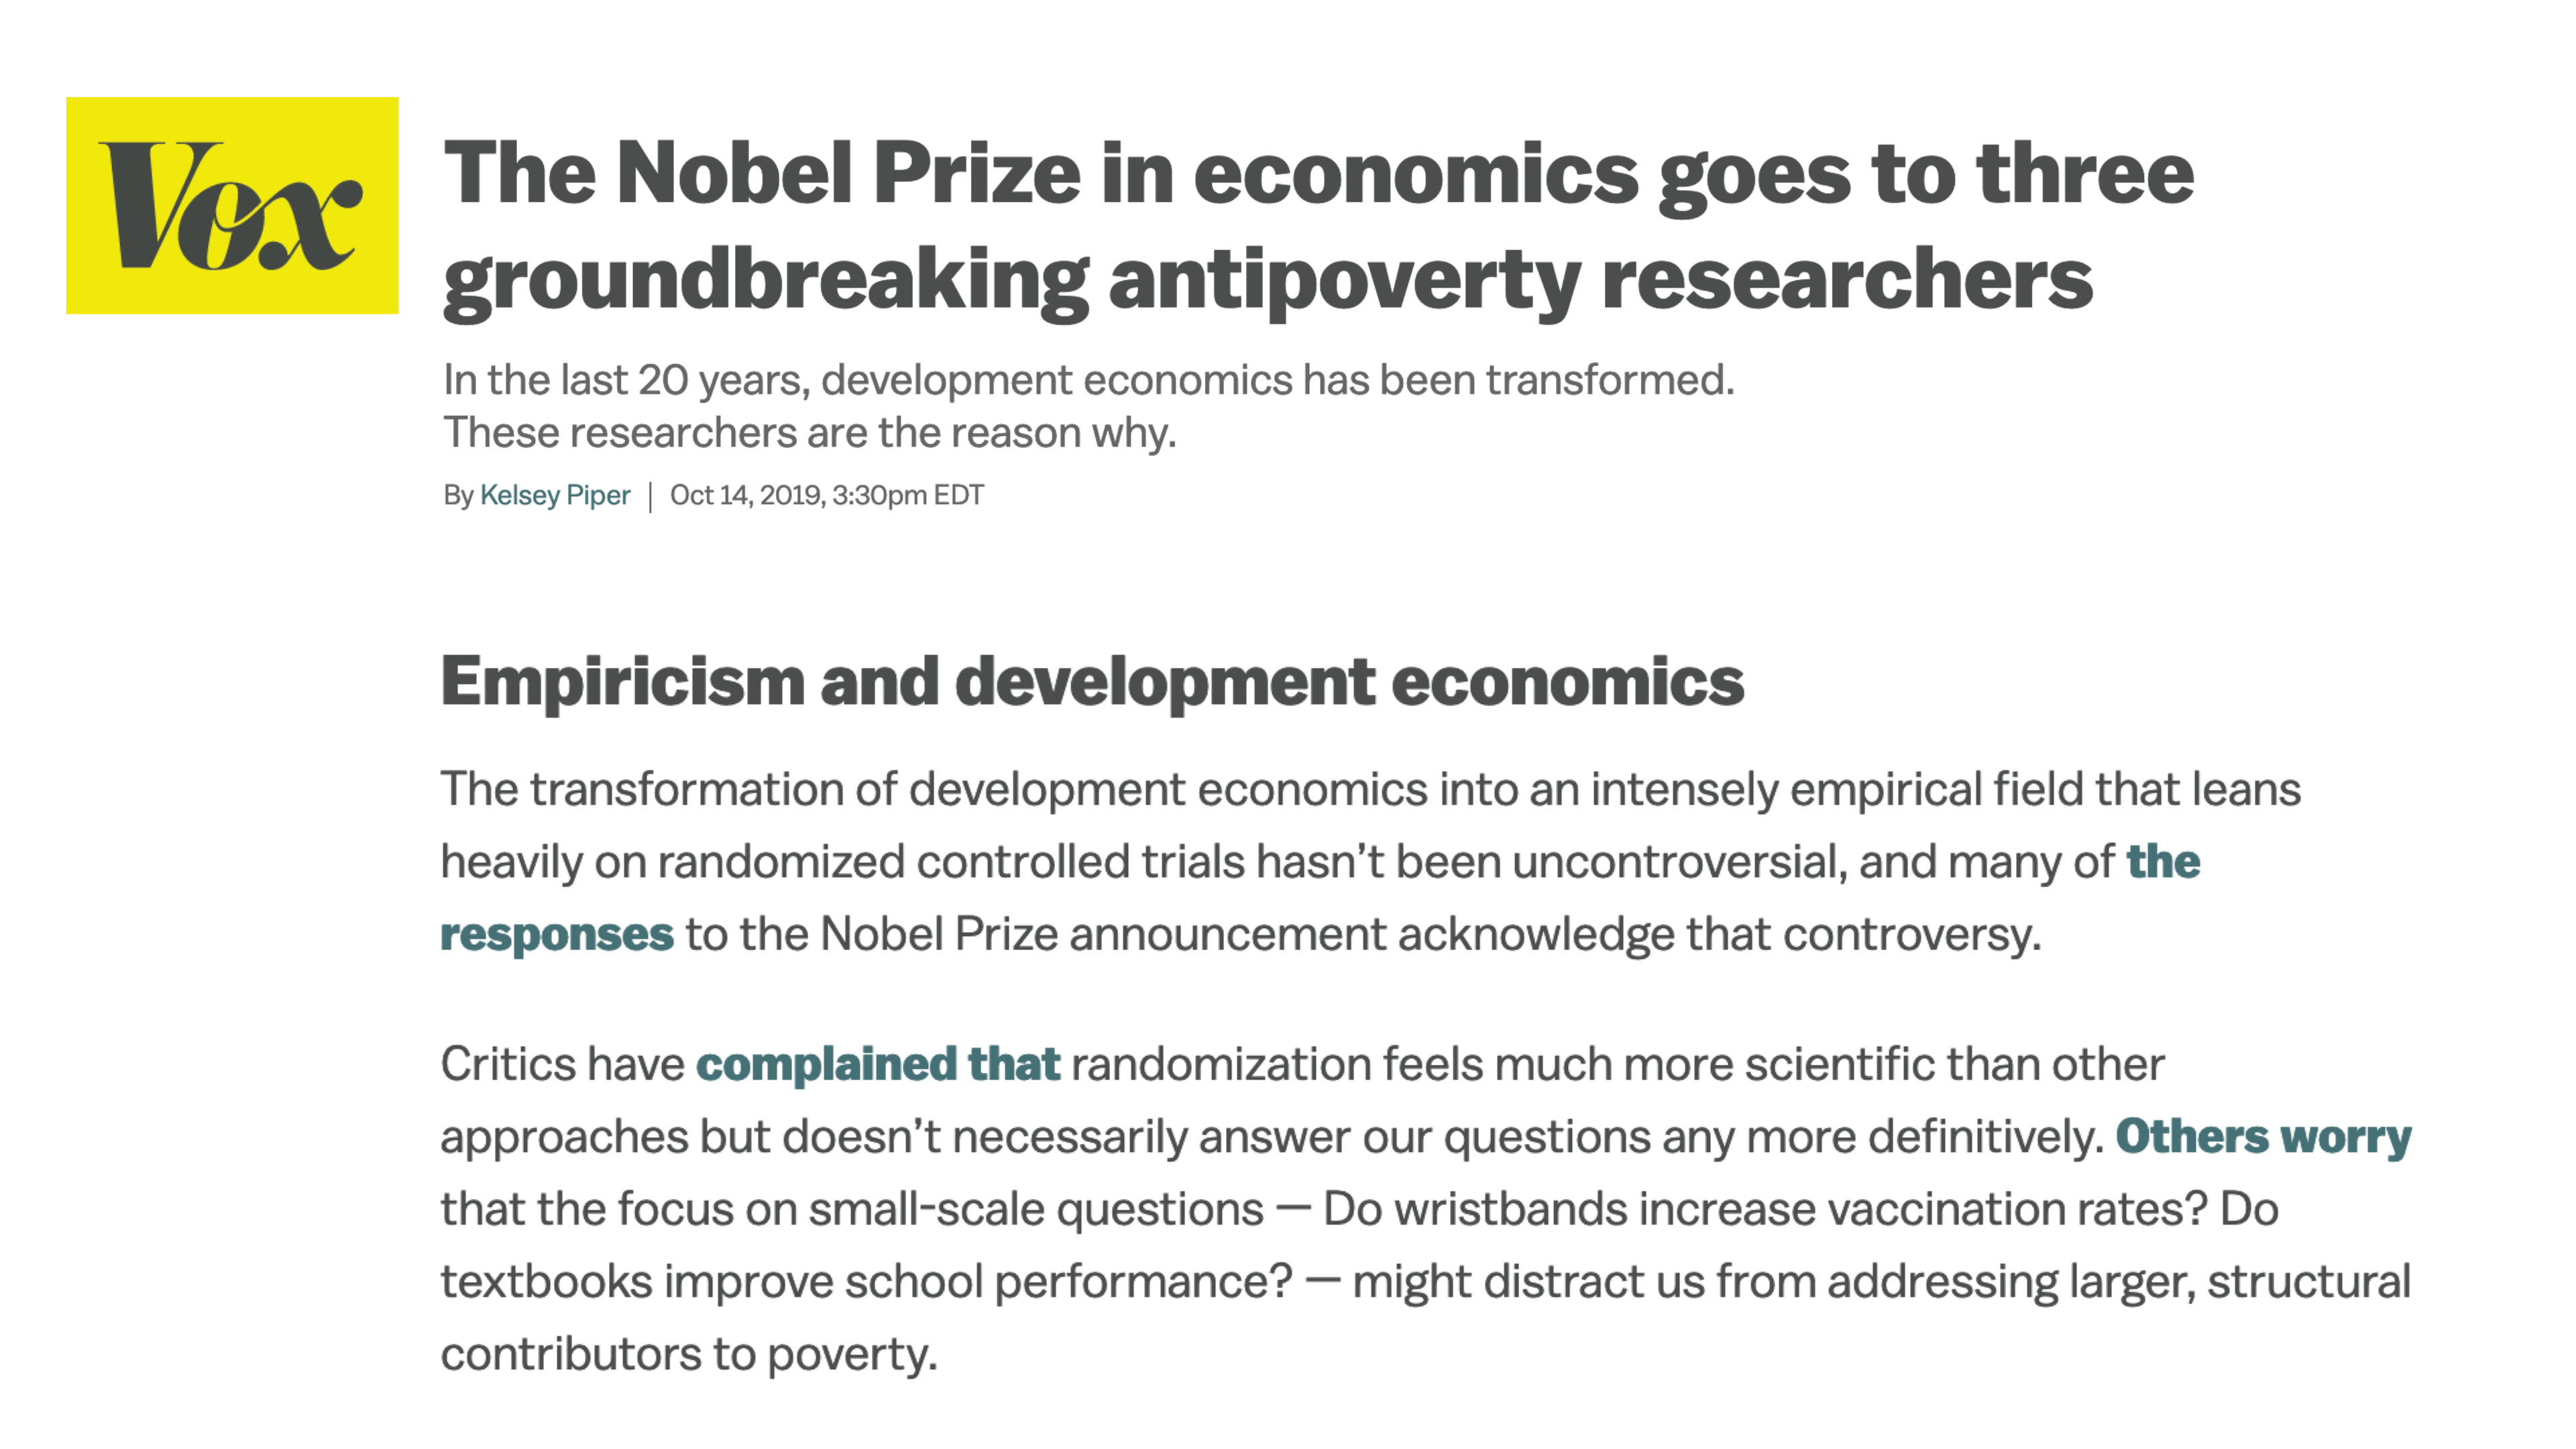 Vox
The Nobel Prize in economics goes to three
groundbreaking antipoverty researchers
In the last 20 years, development economics has been transformed.
These researchers are the reason why.
By Kelsey Piper | Oct 14, 2019, 3:30pm EDT
Empiricism and development economics
The transformation of development economics into an intensely empirical field that leans
heavily on randomized controlled trials hasn’t been uncontroversial, and many of the
responses to the Nobel Prize announcement acknowledge that controversy.
Critics have complained that randomization feels much more scientific than other
approaches but doesn’t necessarily answer our questions any more definitively. Others worry
that the focus on small-scale questions — Do wristbands increase vaccination rates? Do
textbooks improve school performance? — might distract us from addressing larger, structural
contributors to poverty.